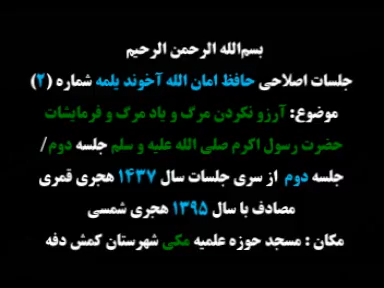 بسم‌الله الرحمن الرحیم
جلسات اصلاحی حافظ امان الله آخوند یلمه شماره (۲)
موضوع: آرزو نکردن مرگ و یاد مرگ و فرمایشات
حضرت رسول اکرم صلی الله علیه و سلم جلسه دوم/
جلسه دوم از سری جلسات سال ۱۴۳۷ هجری قمری
مصادف با سال ۱۳۹۵ هجری شمسی
مکان : مسجد حوزه علمیه مکی شهرستان کمش دفه